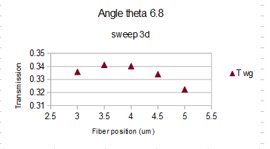 Angle theta 6.8
sweep 3d
Transmission
0.35
0.34
0.33
0.32
0.31
2.5 3 3.5 4 4.5 5 5.5
Fiber position (um)
T wg